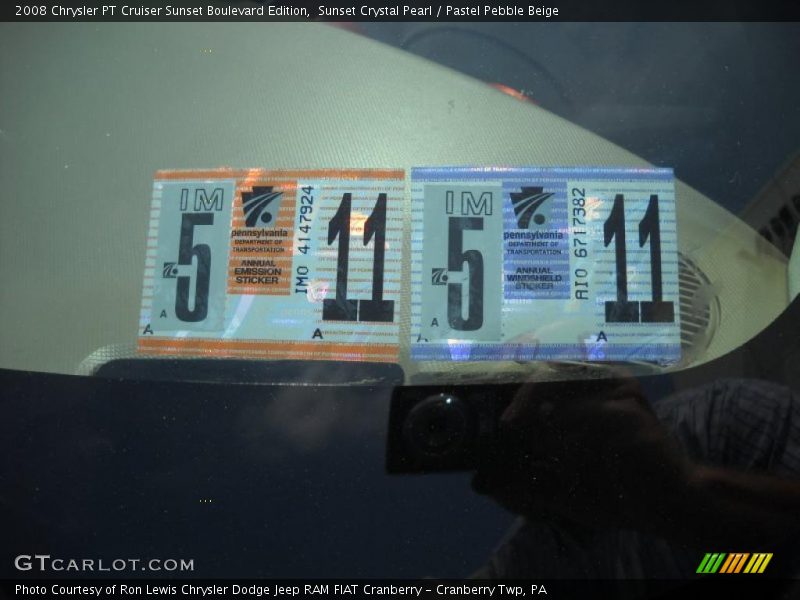 2008 Chrysler PT Cruiser Sunset Boulevard Edition,  Sunset Crystal Pearl / Pastel Pebble Beige
IM
5
A
A
pennsylvania
DEPARTMENT OF
TRANSPORTATION
ANNUAL
EMISSION
STICKER
IM0 4147924
11
A
IM
5
A
A
pennsylvania
DEPARTMENT OF
TRANSPORTATION
ANNUAL
WINDSHIELD
STICKER
AI0 6717382
11
A
GTCARLOT.COM
Photo Courtesy of Ron Lewis Chrysler Dodge Jeep RAM FIAT Cranberry – Cranberry Twp, PA